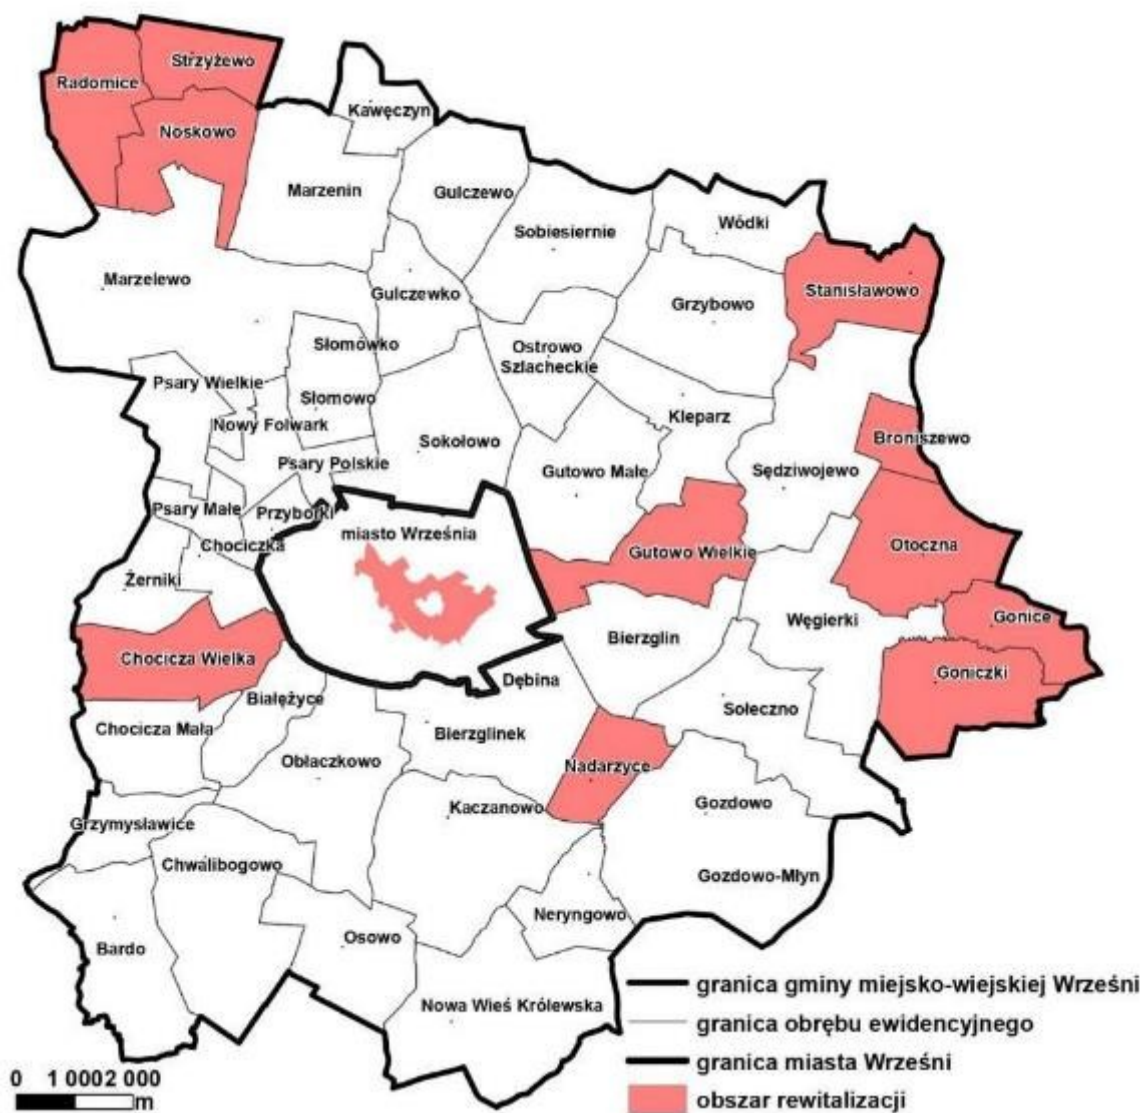 Strzyżewo
Radomice
Kawęczyn
Noskowo
Marzenin
Gulczewo
Wódki
Sobiesiernie
Marzelewo
Gulczewko
Stanisławowo
Grzybowo
Słomówko
Ostrowo
Szlacheckie
Psary Wielkie
Słomowo
Kleparz
Nowy Folwark
Sokołowo
Broniszewo
Psary Polskie
Gutowo Małe
Sędziwojewo
Psary Małe
Przyborki
miasto Września
Chociczka
Gutowo Wielkie
Otoczna
Żerniki
Gonice
Węgierki
Bierzglin
Chocicza Wielka
Goniczki
Dębina
Białężyce
Sołeczno
Chocicza Mała
Bierzglinek
Obłaczkowo
Nadarzyce
Kaczanowo
Gozdowo
Grzymysławice
Chwalibogowo
Gozdowo-Młyn
Neryngowo
Osowo
Bardo
Nowa Wieś Królewska
granica gminy miejsko-wiejskiej Wrześni
granica obrębu ewidencyjnego
granica miasta Wrześni
obszar rewitalizacji
0 1 000 2 000
m